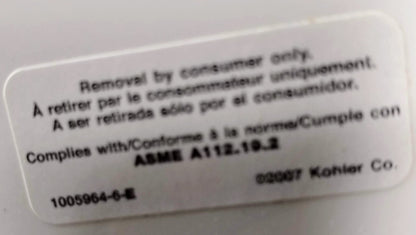 Removal by consumer only.
À retirer par le consommateur uniquement.
A ser retirada sólo por el consumidor.
Complies with/Conforme à la norme/Cumple con
ASME A112.19.2
1005964-6-E ©2007 Kohler Co.